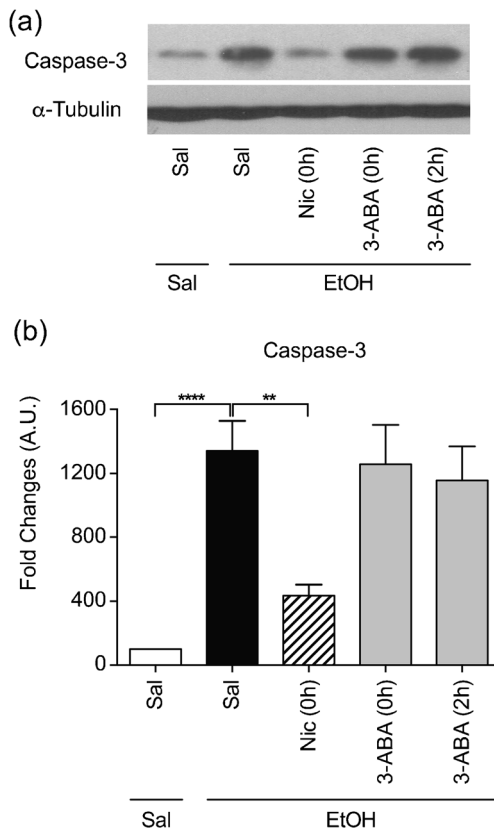 (a)
Caspase-3
α-Tubulin
Sal
Sal
Nic (0h)
3-ABA (0h)
3-ABA (2h)
Sal
EtOH
(b)
Caspase-3
Fold Changes (A.U.)
1600
1200
800
400
0
**** **
Sal
Sal
Nic (0h)
3-ABA (0h)
3-ABA (2h)
Sal
EtOH